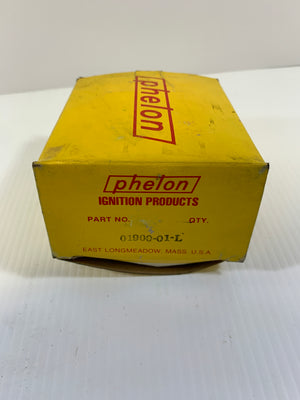 phelon
phelon
IGNITION PRODUCTS
PART NO. QTY.
01900-01-L
EAST LONGMEADOW, MASS. U.S.A.